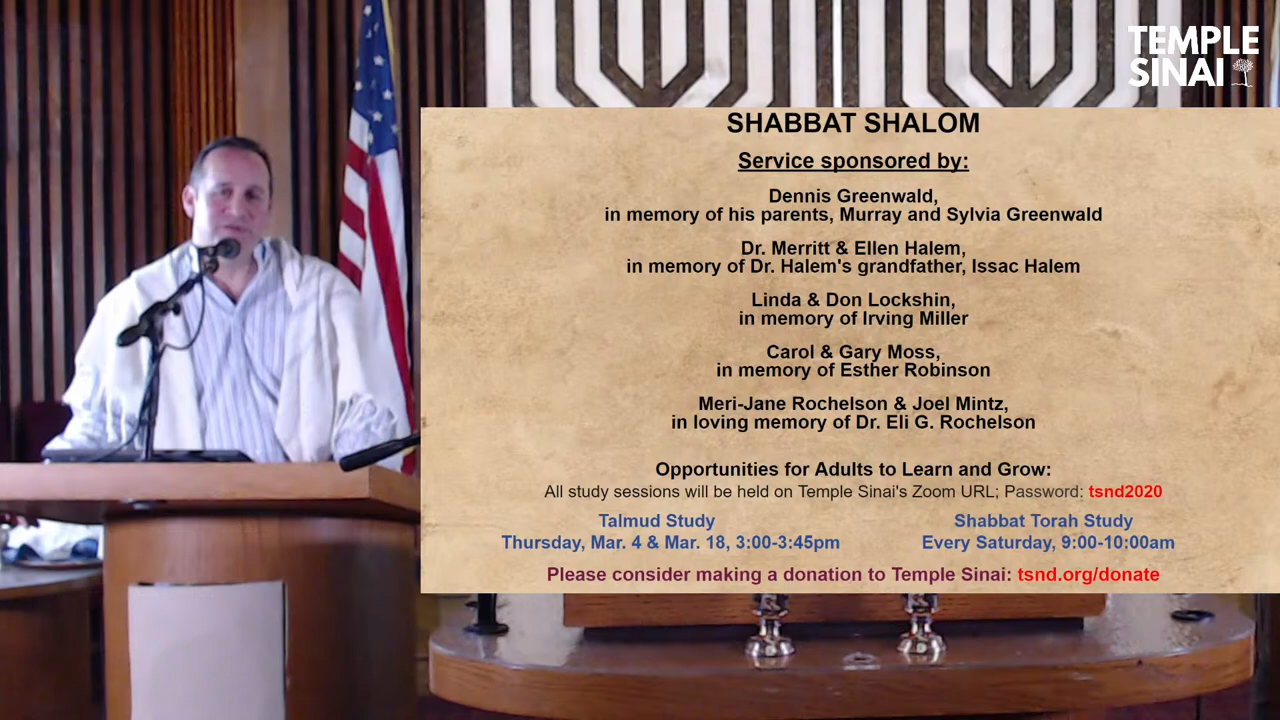 TEMPLE
SINAI
SHABBAT SHALOM
Service sponsored by:
Dennis Greenwald,
in memory of his parents, Murray and Sylvia Greenwald
Dr. Merritt & Ellen Halem,
in memory of Dr. Halem's grandfather, Issac Halem
Linda & Don Lockshin,
in memory of Irving Miller
Carol & Gary Moss,
in memory of Esther Robinson
Meri-Jane Rochelson & Joel Mintz,
in loving memory of Dr. Eli G. Rochelson
Opportunities for Adults to Learn and Grow:
All study sessions will be held on Temple Sinai's Zoom URL; Password: tsnd2020
Talmud Study
Thursday, Mar. 4 & Mar. 18, 3:00-3:45pm
Shabbat Torah Study
Every Saturday, 9:00-10:00am
Please consider making a donation to Temple Sinai: tsnd.org/donate